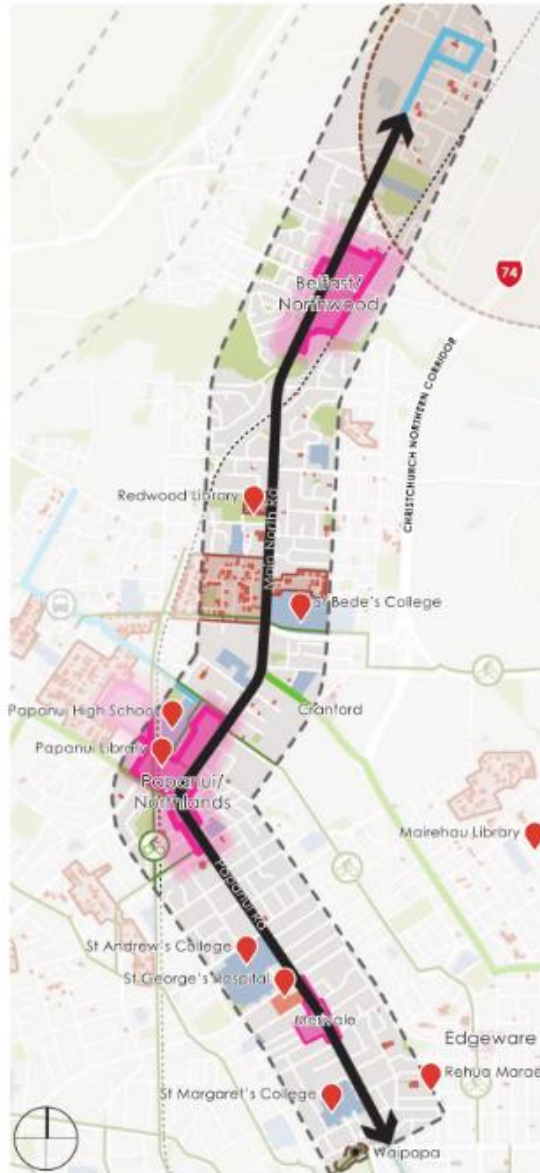 Belfast/
Northwood
74
CHRISTCHURCH NORTHERN CORRIDOR
Redwood Library
Main North Rd
St Bede's College
Papanui High School
Cranford
Papanui Library
Papanui/
Northlands
Mairehau Library
Papanui Rd
St Andrew's College
St George's Hospital
Merivale
Edgeware
Rehua Marae
St Margaret's College
Waipapa